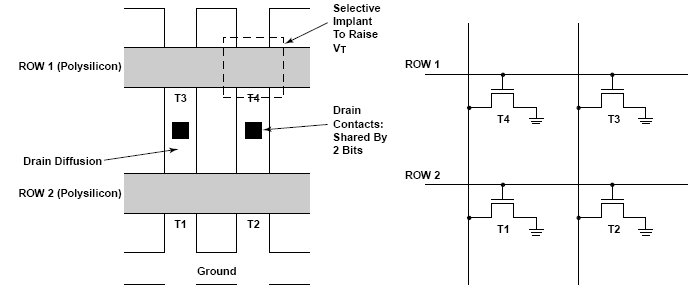 Selective
Implant
To Raise
VT
ROW 1 (Polysilicon)
T3
T4
Drain
Contacts:
Shared By
2 Bits
Drain Diffusion
ROW 2 (Polysilicon)
T1
T2
Ground
ROW 1
T4
T3
ROW 2
T1
T2